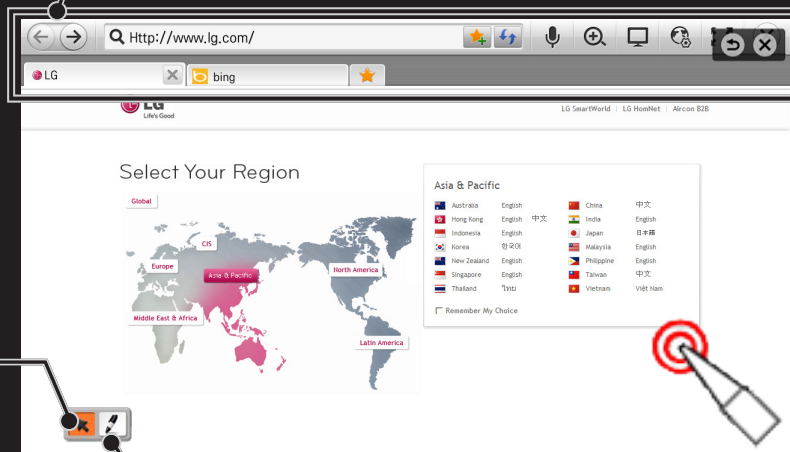 Http://www.lg.com/
LG
bing
LG
Life's Good
LG SmartWorld | LG HomNet | Aircon B2B
Select Your Region
Global
CIS
Europe
Asia & Pacific
North America
Middle East & Africa
Latin America
Asia & Pacific
Australia English China 中文
Hong Kong English 中文 India English
Indonesia English Japan 日本語
Korea 한국어 Malaysia English
New Zealand English Philippine English
Singapore English Taiwan 中文
Thailand ไทย Vietnam Việt Nam
Remember My Choice